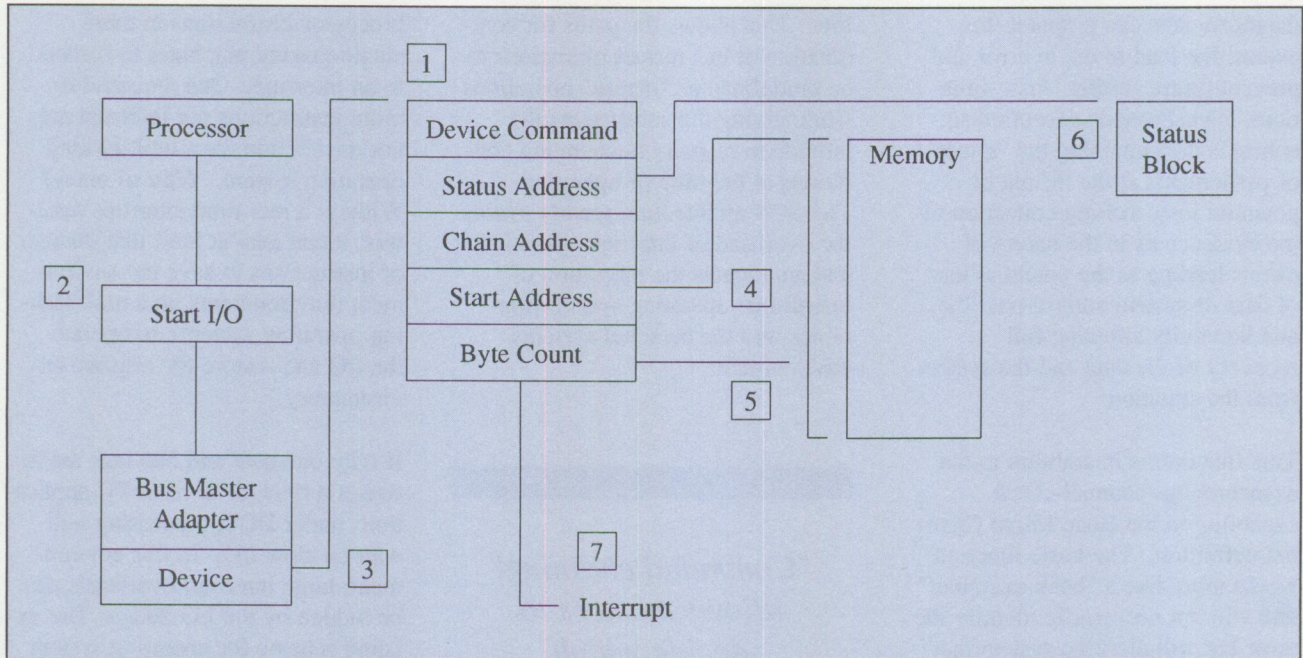 1
Processor
Device Command
Status Address
Chain Address
Start Address
Byte Count
Memory
6
Status
Block
2
Start I/O
4
5
Bus Master
Adapter
Device
3
7
Interrupt